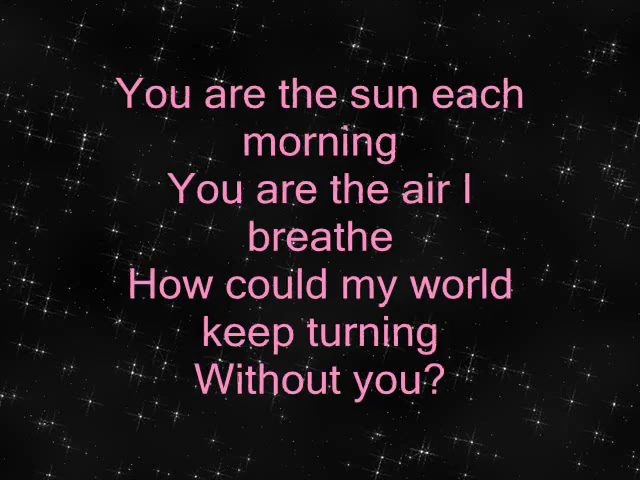 You are the sun each
morning
You are the air I
breathe
How could my world
keep turning
Without you?